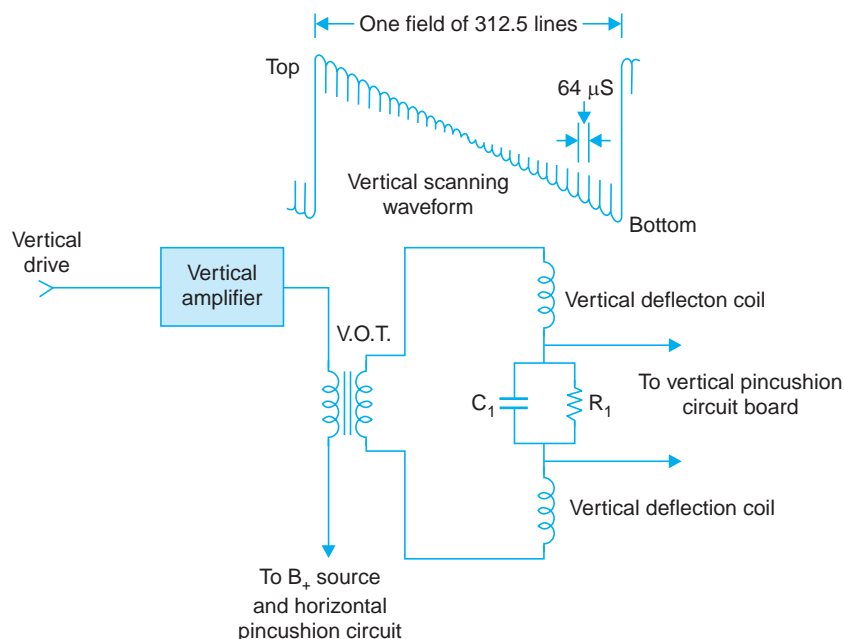 One field of 312.5 lines
Top
64 μS
Vertical scanning
waveform
Bottom
Vertical
drive
Vertical
amplifier
V.O.T.
Vertical deflecton coil
To vertical pincushion
circuit board
C₁
R₁
Vertical deflection coil
To B₊ source
and horizontal
pincushion circuit